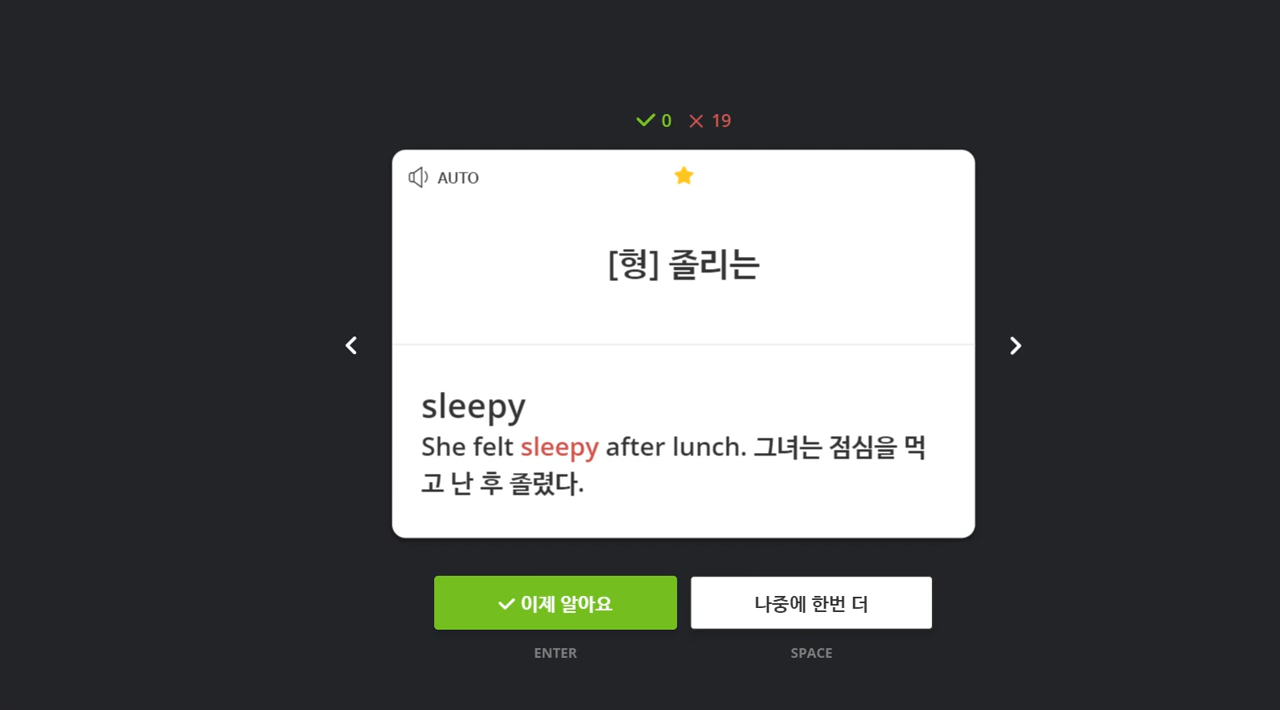 0 19
AUTO
[형] 졸리는
sleepy
She felt sleepy after lunch. 그녀는 점심을 먹
고 난 후 졸렸다.
이제 알아요 나중에 한번 더
ENTER SPACE